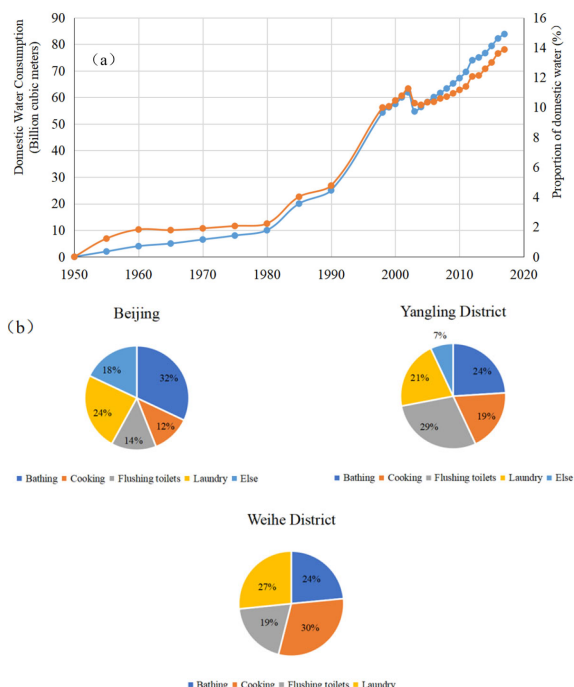 Domestic Water Consumption
(Billion cubic meters)
90
80
70
60
50
40
30
20
10
0
(a)
16
14
12
10
8
6
4
2
0
Proportion of domestic water (%)
1950 1960 1970 1980 1990 2000 2010 2020
(b)
Beijing
18%
32%
24%
12%
14%
Bathing Cooking Flushing toilets Laundry Else
Yangling District
7%
24%
21%
19%
29%
Bathing Cooking Flushing toilets Laundry Else
Weihe District
27%
24%
19%
30%
Bathing Cooking Flushing toilets Laundry